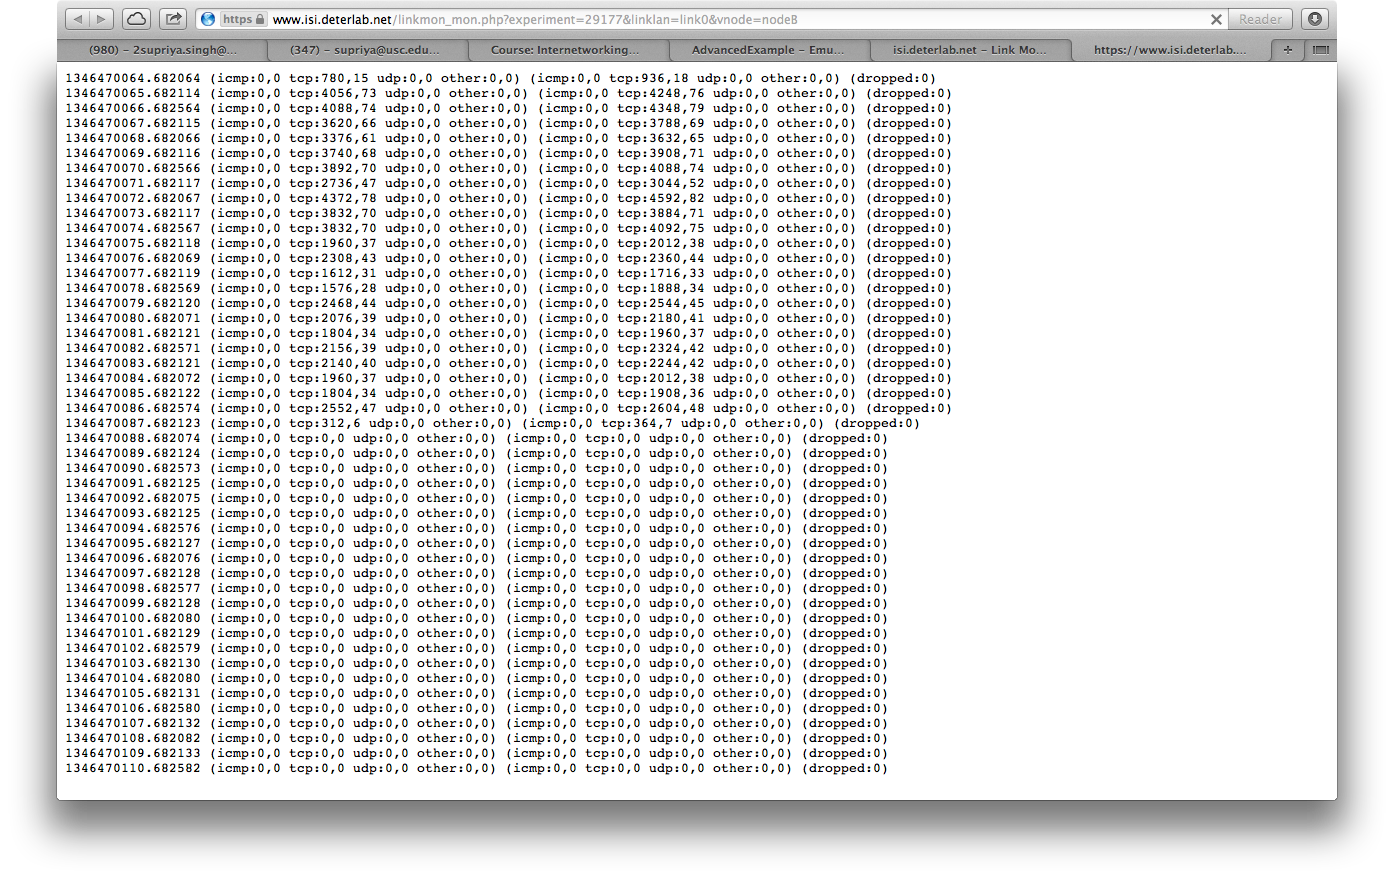 https www.isi.deterlab.net/linkmon_mon.php?experiment=29177&linklan=link0&vnode=nodeB Reader
(980) – 2supriya.singh@... (347) – supriya@usc.edu... Course: Internetworking... AdvancedExample – Emu... isi.deterlab.net – Link Mo... https://www.isi.deterlab....
1346470064.682064 (icmp:0,0 tcp:780,15 udp:0,0 other:0,0) (icmp:0,0 tcp:936,18 udp:0,0 other:0,0) (dropped:0)
1346470065.682114 (icmp:0,0 tcp:4056,73 udp:0,0 other:0,0) (icmp:0,0 tcp:4248,76 udp:0,0 other:0,0) (dropped:0)
1346470066.682564 (icmp:0,0 tcp:4088,74 udp:0,0 other:0,0) (icmp:0,0 tcp:4348,79 udp:0,0 other:0,0) (dropped:0)
1346470067.682115 (icmp:0,0 tcp:3620,66 udp:0,0 other:0,0) (icmp:0,0 tcp:3788,69 udp:0,0 other:0,0) (dropped:0)
1346470068.682066 (icmp:0,0 tcp:3376,61 udp:0,0 other:0,0) (icmp:0,0 tcp:3632,65 udp:0,0 other:0,0) (dropped:0)
1346470069.682116 (icmp:0,0 tcp:3740,68 udp:0,0 other:0,0) (icmp:0,0 tcp:3908,71 udp:0,0 other:0,0) (dropped:0)
1346470070.682566 (icmp:0,0 tcp:3892,70 udp:0,0 other:0,0) (icmp:0,0 tcp:4088,74 udp:0,0 other:0,0) (dropped:0)
1346470071.682117 (icmp:0,0 tcp:2736,47 udp:0,0 other:0,0) (icmp:0,0 tcp:3044,52 udp:0,0 other:0,0) (dropped:0)
1346470072.682067 (icmp:0,0 tcp:4372,78 udp:0,0 other:0,0) (icmp:0,0 tcp:4592,82 udp:0,0 other:0,0) (dropped:0)
1346470073.682117 (icmp:0,0 tcp:3832,70 udp:0,0 other:0,0) (icmp:0,0 tcp:3884,71 udp:0,0 other:0,0) (dropped:0)
1346470074.682567 (icmp:0,0 tcp:3832,70 udp:0,0 other:0,0) (icmp:0,0 tcp:4092,75 udp:0,0 other:0,0) (dropped:0)
1346470075.682118 (icmp:0,0 tcp:1960,37 udp:0,0 other:0,0) (icmp:0,0 tcp:2012,38 udp:0,0 other:0,0) (dropped:0)
1346470076.682069 (icmp:0,0 tcp:2308,43 udp:0,0 other:0,0) (icmp:0,0 tcp:2360,44 udp:0,0 other:0,0) (dropped:0)
1346470077.682119 (icmp:0,0 tcp:1612,31 udp:0,0 other:0,0) (icmp:0,0 tcp:1716,33 udp:0,0 other:0,0) (dropped:0)
1346470078.682569 (icmp:0,0 tcp:1576,28 udp:0,0 other:0,0) (icmp:0,0 tcp:1888,34 udp:0,0 other:0,0) (dropped:0)
1346470079.682120 (icmp:0,0 tcp:2468,44 udp:0,0 other:0,0) (icmp:0,0 tcp:2544,45 udp:0,0 other:0,0) (dropped:0)
1346470080.682071 (icmp:0,0 tcp:2076,39 udp:0,0 other:0,0) (icmp:0,0 tcp:2180,41 udp:0,0 other:0,0) (dropped:0)
1346470081.682121 (icmp:0,0 tcp:1804,34 udp:0,0 other:0,0) (icmp:0,0 tcp:1960,37 udp:0,0 other:0,0) (dropped:0)
1346470082.682571 (icmp:0,0 tcp:2156,39 udp:0,0 other:0,0) (icmp:0,0 tcp:2324,42 udp:0,0 other:0,0) (dropped:0)
1346470083.682121 (icmp:0,0 tcp:2140,40 udp:0,0 other:0,0) (icmp:0,0 tcp:2244,42 udp:0,0 other:0,0) (dropped:0)
1346470084.682072 (icmp:0,0 tcp:1960,37 udp:0,0 other:0,0) (icmp:0,0 tcp:2012,38 udp:0,0 other:0,0) (dropped:0)
1346470085.682122 (icmp:0,0 tcp:1804,34 udp:0,0 other:0,0) (icmp:0,0 tcp:1908,36 udp:0,0 other:0,0) (dropped:0)
1346470086.682574 (icmp:0,0 tcp:2552,47 udp:0,0 other:0,0) (icmp:0,0 tcp:2604,48 udp:0,0 other:0,0) (dropped:0)
1346470087.682123 (icmp:0,0 tcp:312,6 udp:0,0 other:0,0) (icmp:0,0 tcp:364,7 udp:0,0 other:0,0) (dropped:0)
1346470088.682074 (icmp:0,0 tcp:0,0 udp:0,0 other:0,0) (icmp:0,0 tcp:0,0 udp:0,0 other:0,0) (dropped:0)
1346470089.682124 (icmp:0,0 tcp:0,0 udp:0,0 other:0,0) (icmp:0,0 tcp:0,0 udp:0,0 other:0,0) (dropped:0)
1346470090.682573 (icmp:0,0 tcp:0,0 udp:0,0 other:0,0) (icmp:0,0 tcp:0,0 udp:0,0 other:0,0) (dropped:0)
1346470091.682125 (icmp:0,0 tcp:0,0 udp:0,0 other:0,0) (icmp:0,0 tcp:0,0 udp:0,0 other:0,0) (dropped:0)
1346470092.682075 (icmp:0,0 tcp:0,0 udp:0,0 other:0,0) (icmp:0,0 tcp:0,0 udp:0,0 other:0,0) (dropped:0)
1346470093.682125 (icmp:0,0 tcp:0,0 udp:0,0 other:0,0) (icmp:0,0 tcp:0,0 udp:0,0 other:0,0) (dropped:0)
1346470094.682576 (icmp:0,0 tcp:0,0 udp:0,0 other:0,0) (icmp:0,0 tcp:0,0 udp:0,0 other:0,0) (dropped:0)
1346470095.682127 (icmp:0,0 tcp:0,0 udp:0,0 other:0,0) (icmp:0,0 tcp:0,0 udp:0,0 other:0,0) (dropped:0)
1346470096.682076 (icmp:0,0 tcp:0,0 udp:0,0 other:0,0) (icmp:0,0 tcp:0,0 udp:0,0 other:0,0) (dropped:0)
1346470097.682128 (icmp:0,0 tcp:0,0 udp:0,0 other:0,0) (icmp:0,0 tcp:0,0 udp:0,0 other:0,0) (dropped:0)
1346470098.682577 (icmp:0,0 tcp:0,0 udp:0,0 other:0,0) (icmp:0,0 tcp:0,0 udp:0,0 other:0,0) (dropped:0)
1346470099.682128 (icmp:0,0 tcp:0,0 udp:0,0 other:0,0) (icmp:0,0 tcp:0,0 udp:0,0 other:0,0) (dropped:0)
1346470100.682080 (icmp:0,0 tcp:0,0 udp:0,0 other:0,0) (icmp:0,0 tcp:0,0 udp:0,0 other:0,0) (dropped:0)
1346470101.682129 (icmp:0,0 tcp:0,0 udp:0,0 other:0,0) (icmp:0,0 tcp:0,0 udp:0,0 other:0,0) (dropped:0)
1346470102.682579 (icmp:0,0 tcp:0,0 udp:0,0 other:0,0) (icmp:0,0 tcp:0,0 udp:0,0 other:0,0) (dropped:0)
1346470103.682130 (icmp:0,0 tcp:0,0 udp:0,0 other:0,0) (icmp:0,0 tcp:0,0 udp:0,0 other:0,0) (dropped:0)
1346470104.682080 (icmp:0,0 tcp:0,0 udp:0,0 other:0,0) (icmp:0,0 tcp:0,0 udp:0,0 other:0,0) (dropped:0)
1346470105.682131 (icmp:0,0 tcp:0,0 udp:0,0 other:0,0) (icmp:0,0 tcp:0,0 udp:0,0 other:0,0) (dropped:0)
1346470106.682580 (icmp:0,0 tcp:0,0 udp:0,0 other:0,0) (icmp:0,0 tcp:0,0 udp:0,0 other:0,0) (dropped:0)
1346470107.682132 (icmp:0,0 tcp:0,0 udp:0,0 other:0,0) (icmp:0,0 tcp:0,0 udp:0,0 other:0,0) (dropped:0)
1346470108.682082 (icmp:0,0 tcp:0,0 udp:0,0 other:0,0) (icmp:0,0 tcp:0,0 udp:0,0 other:0,0) (dropped:0)
1346470109.682133 (icmp:0,0 tcp:0,0 udp:0,0 other:0,0) (icmp:0,0 tcp:0,0 udp:0,0 other:0,0) (dropped:0)
1346470110.682582 (icmp:0,0 tcp:0,0 udp:0,0 other:0,0) (icmp:0,0 tcp:0,0 udp:0,0 other:0,0) (dropped:0)